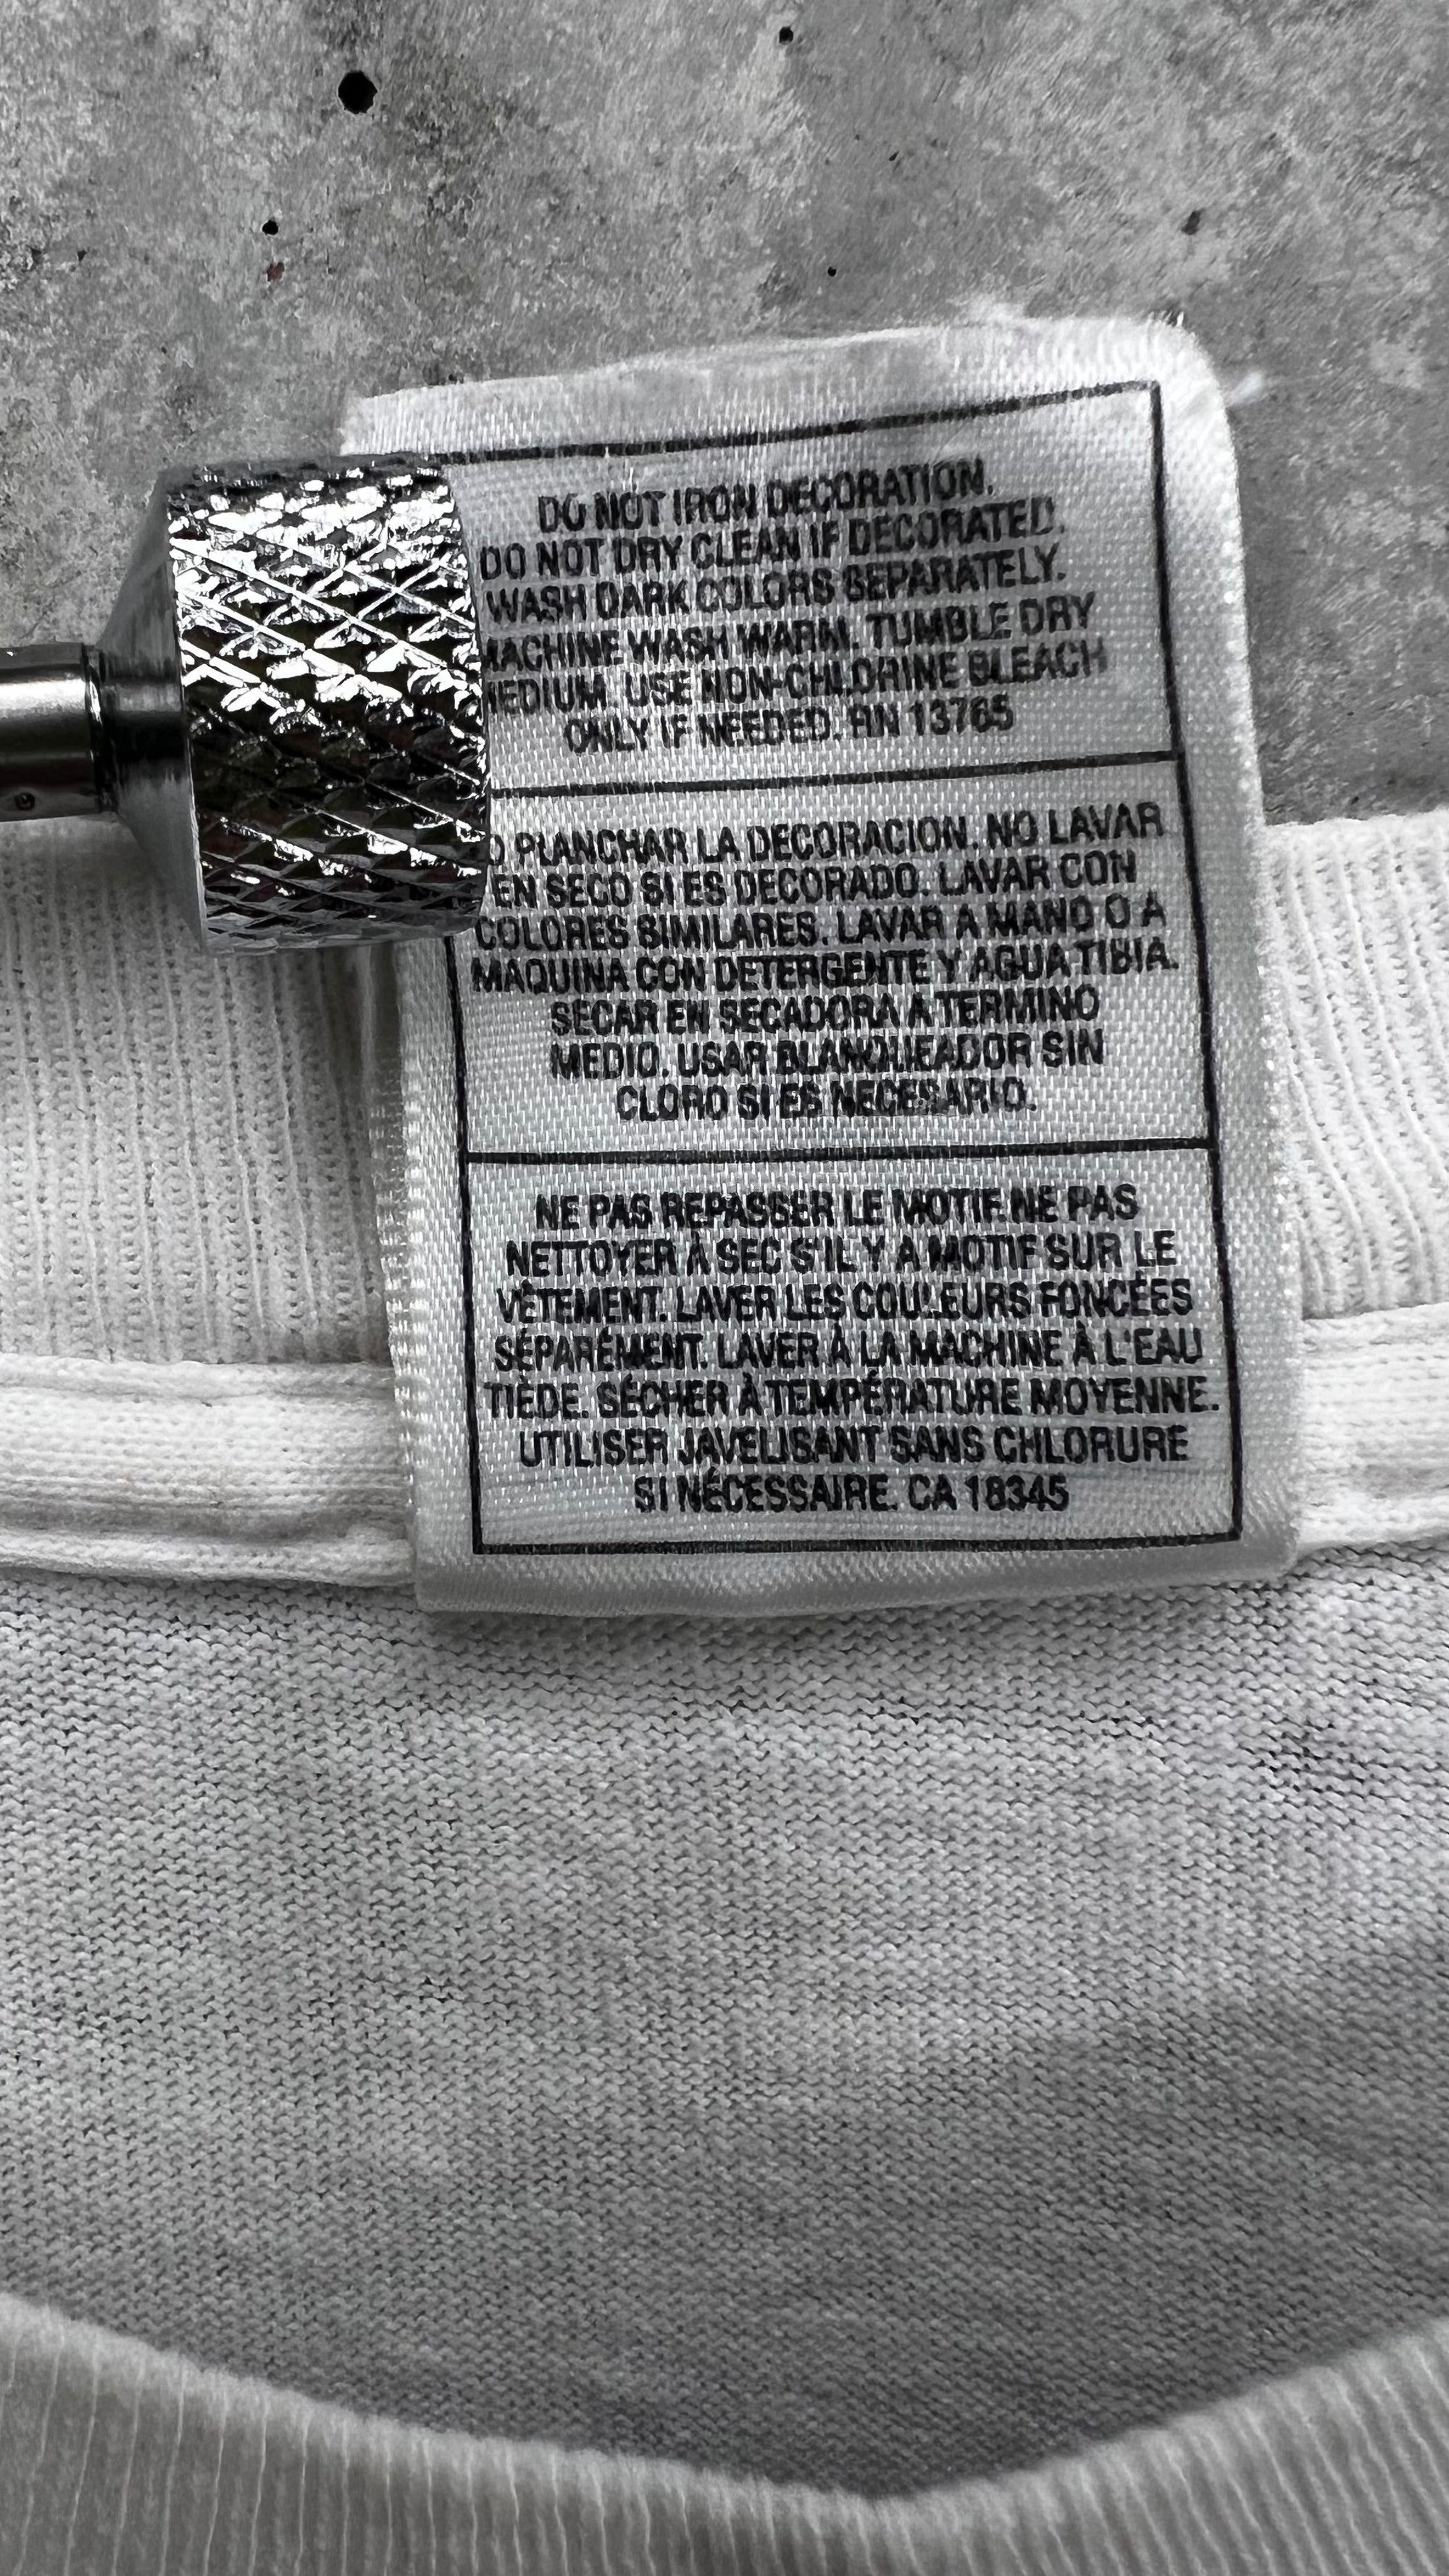 DO NOT IRON DECORATION.
DO NOT DRY CLEAN IF DECORATED.
WASH DARK COLORS SEPARATELY.
MACHINE WASH WARM. TUMBLE DRY
MEDIUM. USE NON-CHLORINE BLEACH
ONLY IF NEEDED. RN 13765
O PLANCHAR LA DECORACION. NO LAVAR
EN SECO SI ES DECORADO. LAVAR CON
COLORES SIMILARES. LAVAR A MANO O A
MAQUINA CON DETERGENTE Y AGUA TIBIA.
SECAR EN SECADORA A TERMINO
MEDIO. USAR BLANQUEADOR SIN
CLORO SI ES NECESARIO.
NE PAS REPASSER LE MOTIF. NE PAS
NETTOYER À SEC S'IL Y A MOTIF SUR LE
VÊTEMENT. LAVER LES COULEURS FONCÉES
SÉPARÉMENT. LAVER À LA MACHINE À L'EAU
TIÈDE. SÉCHER À TEMPÉRATURE MOYENNE.
UTILISER JAVELISANT SANS CHLORURE
SI NÉCESSAIRE. CA 18345